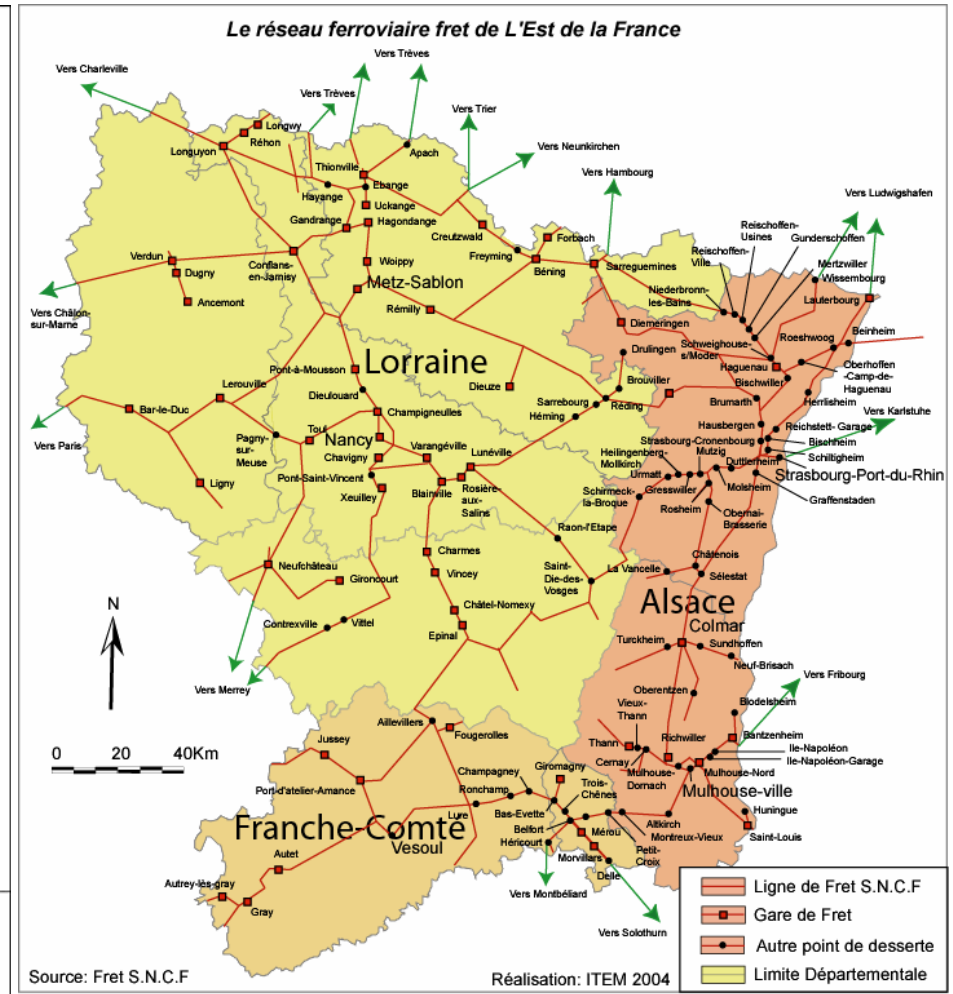 Le réseau ferroviaire fret de L'Est de la France
Vers Trèves
Vers Charleville
Vers Trèves
Vers Trier
Longwy
Réhon
Longuyon
Apach
Vers Neunkirchen
Thionville
Ebange
Hayange
Uckange
Vers Hambourg
Vers Ludwigshafen
Gandrange
Hagondange
Creutzwald
Forbach
Freyming
Béning
Reischoffen-
Usines
Gunderschoffen
Reischoffen-
Ville
Mertzwiller
Wissembourg
Verdun
Dugny
Conflans-
en-Jarnisy
Woippy
Metz-Sablon
Sarreguemines
Niederbronn-
les-Bains
Lauterbourg
Ancemont
Rémilly
Vers Châlon-
sur-Marne
Diemeringen
Schweighouse-
s/Moder
Roeshwoog
Beinheim
Drulingen
Haguenau
Oberhoffen
-Camp-de-
Haguenau
Lorraine
Pont-à-Mousson
Dieuze
Brouviller
Bischwiller
Lerouville
Dieulouard
Sarrebourg
Réding
Brumarth
Herrlisheim
Bar-le-Duc
Champigneulles
Héming
Vers Karlstuhe
Vers Paris
Toul
Nancy
Hausbergen
Reichstett- Garage
Pagny-
sur-
Meuse
Chavigny
Varangéville
Lunéville
Strasbourg-Cronenbourg
Bischheim
Mutzig
Schiltigheim
Heilingenberg-
Mollkirch
Duttlenheim
Strasbourg-Port-du-Rhin
Pont-Saint-Vincent
Urmatt
Ligny
Xeuilley
Blainville
Rosière-
aux-
Salins
Schirmeck-
la-Broque
Gresswiller
Molsheim
Graffenstaden
Rosheim
Obernai-
Brasserie
Raon-l'Etape
Neufchâteau
Charmes
Châtenois
Gironcourt
Vincey
Saint-
Die-des-
Vosges
La Vancelle
Sélestat
N
Châtel-Nomexy
Alsace
Contrexville
Vittel
Epinal
Colmar
Turckheim
Sundhoffen
Neuf-Brisach
Vers Merrey
Vers Fribourg
Oberentzen
Vieux-
Thann
Blodelsheim
Aillevillers
Fougerolles
Richwiller
Bantzenheim
0 20 40Km
Jussey
Thann
Ile-Napoléon
Ile-Napoléon-Garage
Cernay
Mulhouse-
Dornach
Mulhouse-Nord
Port-d'atelier-Amance
Champagney
Giromagny
Mulhouse-ville
Ronchamp
Trois-
Chênes
Lure
Bas-Evette
Huningue
Franche-Comté
Belfort
Altkirch
Vesoul
Héricourt
Mérou
Montreux-Vieux
Saint-Louis
Autet
Morvillars
Petit-
Croix
Autrey-lès-gray
Delle
Gray
Vers Montbéliard
Vers Solothurn
Ligne de Fret S.N.C.F
Gare de Fret
Autre point de desserte
Limite Départementale
Source: Fret S.N.C.F
Réalisation: ITEM 2004